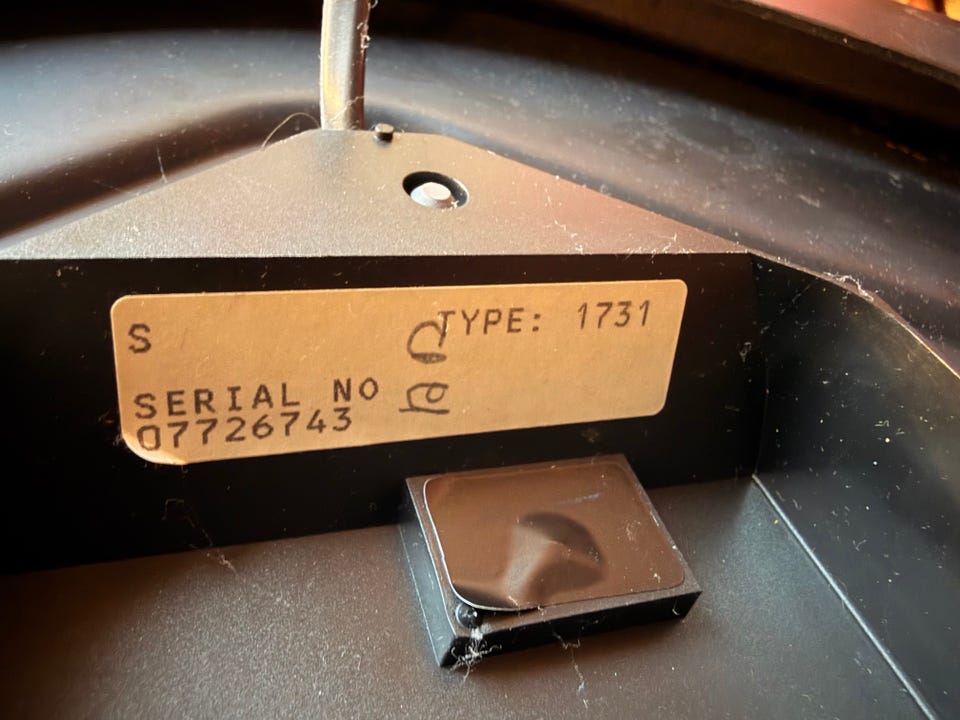 S
TYPE: 1731
SERIAL NO
07726743